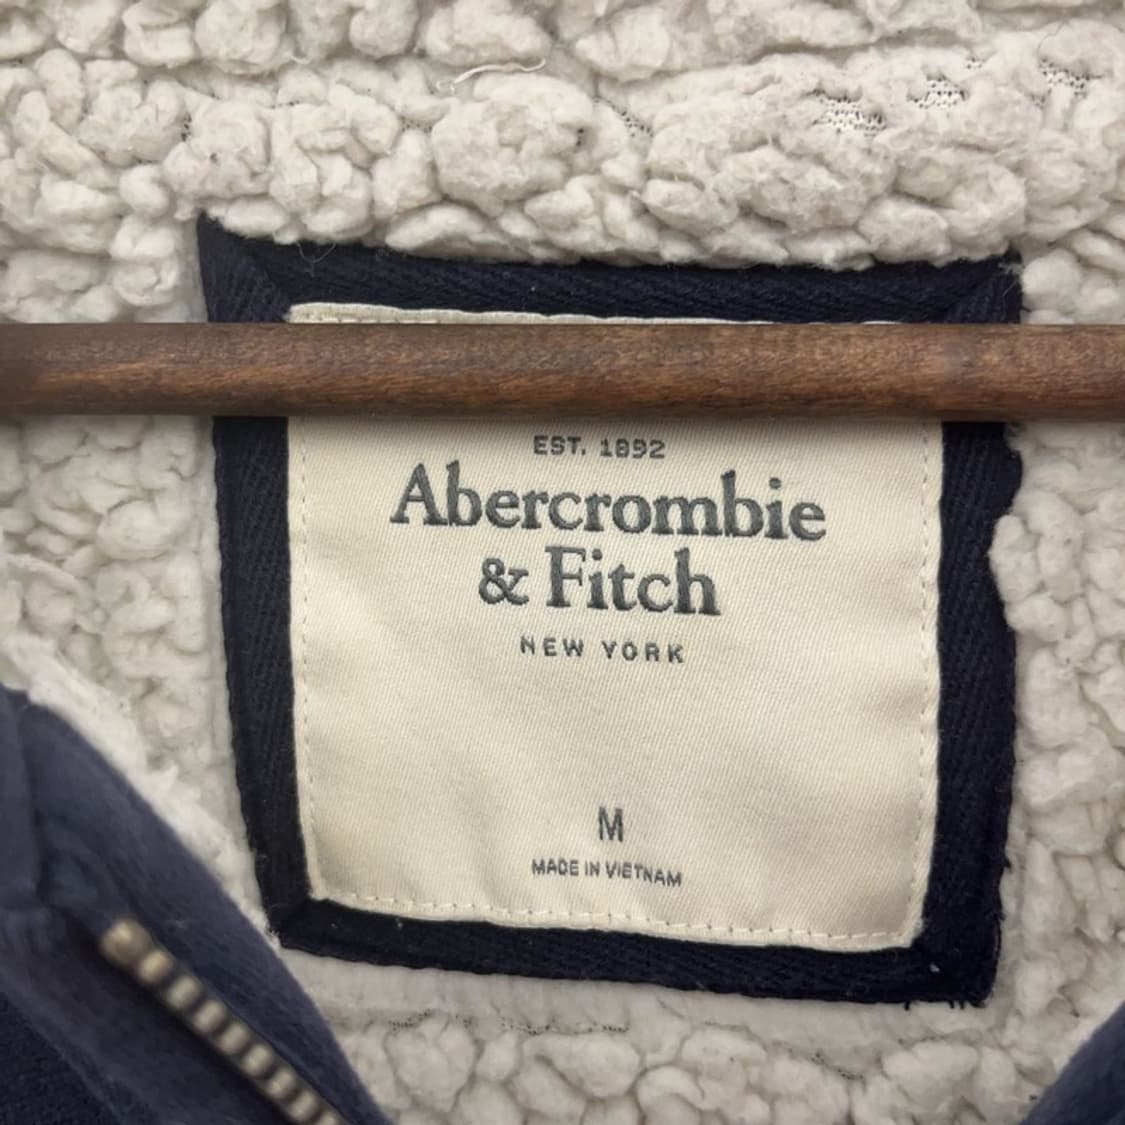 EST. 1892
Abercrombie
& Fitch
NEW YORK
M
MADE IN VIETNAM